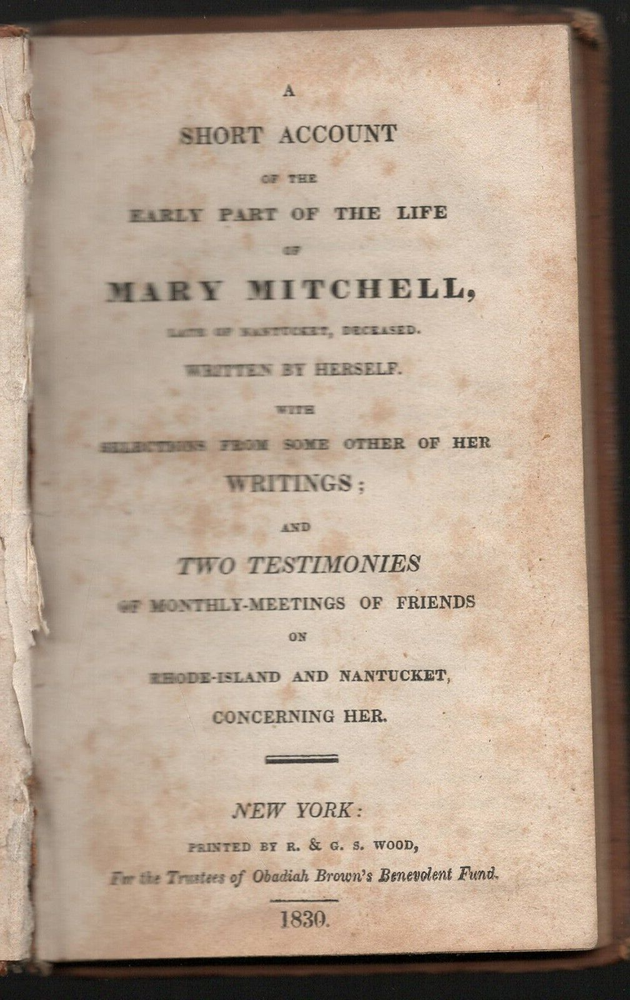 A
SHORT ACCOUNT
OF THE
EARLY PART OF THE LIFE
OF
MARY MITCHELL,
LATE OF NANTUCKET, DECEASED.
WRITTEN BY HERSELF.
WITH
SELECTIONS FROM SOME OTHER OF HER
WRITINGS;
AND
TWO TESTIMONIES
OF MONTHLY-MEETINGS OF FRIENDS
ON
RHODE-ISLAND AND NANTUCKET,
CONCERNING HER.
NEW YORK:
PRINTED BY R. & G. S. WOOD,
For the Trustees of Obadiah Brown's Benevolent Fund.
1830.